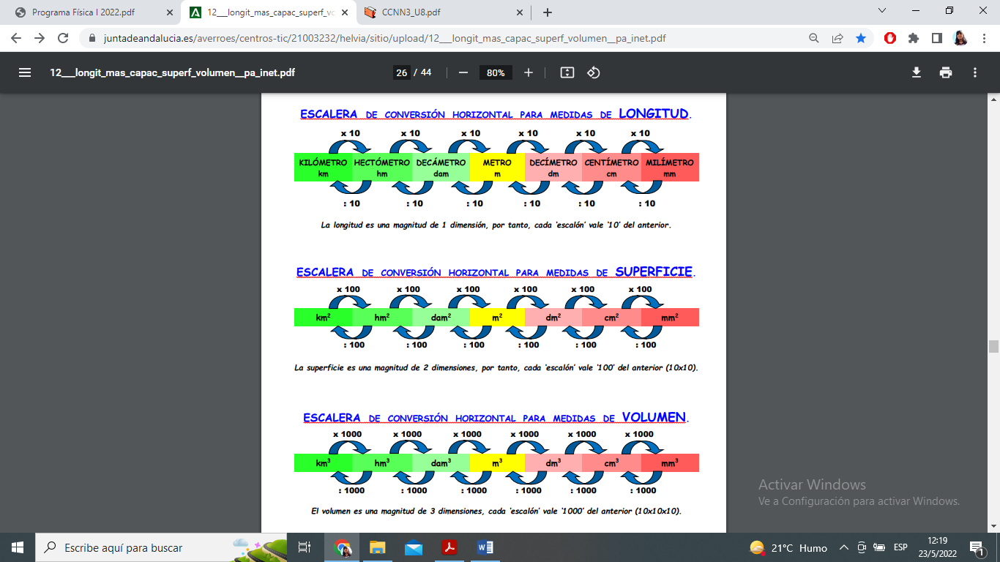 Programa Física I 2022.pdf
12___longit_mas_capac_superf_vo
CCNN3_U8.pdf
juntadeandalucia.es/averroes/centros-tic/21003232/helvia/sitio/upload/12___longit_mas_capac_superf_volumen__pa_inet.pdf
12___longit_mas_capac_superf_volumen__pa_inet.pdf
26 / 44
80%
ESCALERA DE CONVERSIÓN HORIZONTAL PARA MEDIDAS DE LONGITUD.
x 10 x 10 x 10 x 10 x 10 x 10
KILÓMETRO HECTÓMETRO DECÁMETRO METRO DECÍMETRO CENTÍMETRO MILÍMETRO
km hm dam m dm cm mm
: 10 : 10 : 10 : 10 : 10 : 10
La longitud es una magnitud de 1 dimensión, por tanto, cada ‘escalón’ vale ‘10’ del anterior.
ESCALERA DE CONVERSIÓN HORIZONTAL PARA MEDIDAS DE SUPERFICIE.
x 100 x 100 x 100 x 100 x 100 x 100
km² hm² dam² m² dm² cm² mm²
: 100 : 100 : 100 : 100 : 100 : 100
La superficie es una magnitud de 2 dimensiones, por tanto, cada ‘escalón’ vale ‘100’ del anterior (10x10).
ESCALERA DE CONVERSIÓN HORIZONTAL PARA MEDIDAS DE VOLUMEN.
x 1000 x 1000 x 1000 x 1000 x 1000 x 1000
km³ hm³ dam³ m³ dm³ cm³ mm³
: 1000 : 1000 : 1000 : 1000 : 1000 : 1000
El volumen es una magnitud de 3 dimensiones, cada ‘escalón’ vale ‘1000’ del anterior (10x10x10).
Activar Windows
Ve a Configuración para activar Windows.
Escribe aquí para buscar
21°C Humo
ESP
12:19
23/5/2022
1